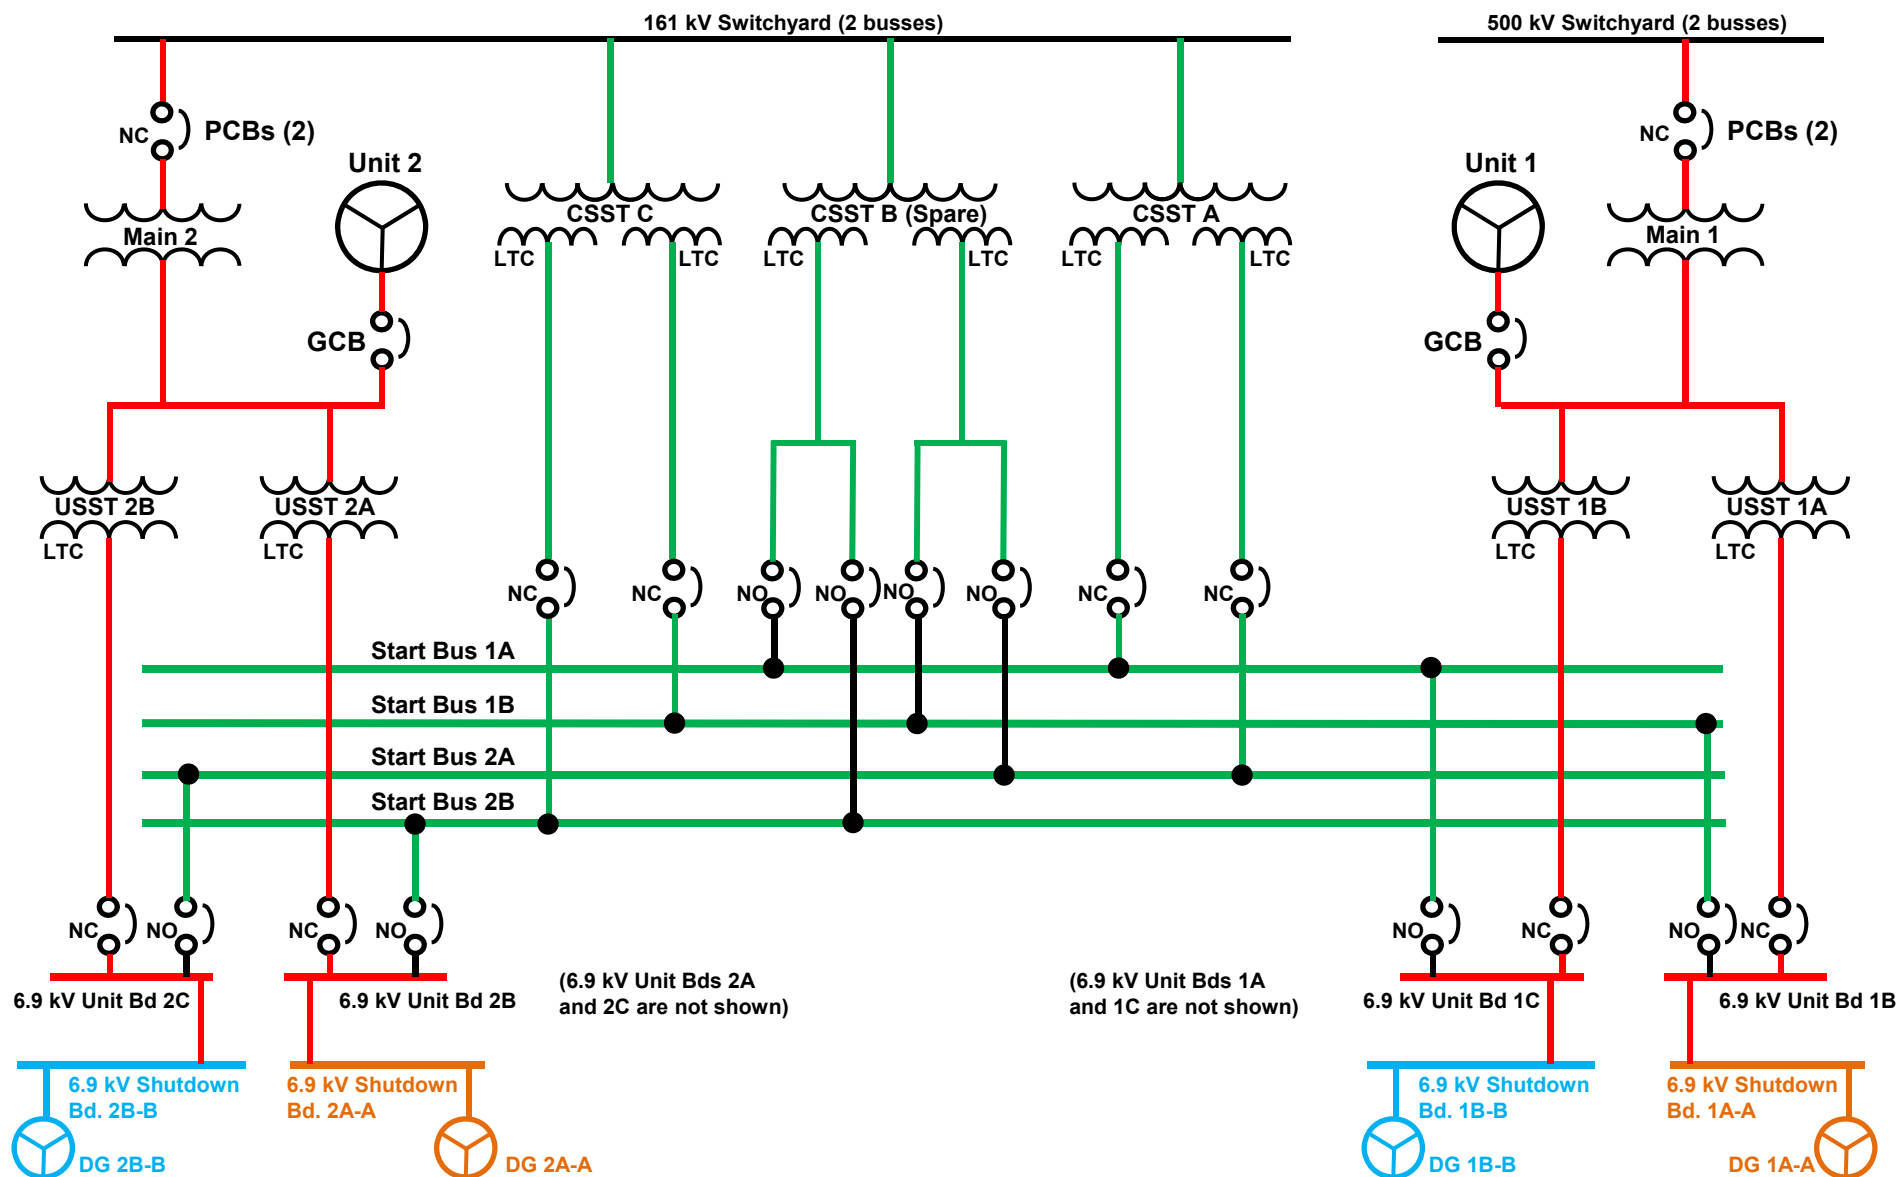 161 kV Switchyard (2 busses)
500 kV Switchyard (2 busses)
NC
PCBs (2)
NC
PCBs (2)
Unit 2
Unit 1
Main 2
CSST C
CSST B (Spare)
CSST A
Main 1
LTC
LTC
LTC
LTC
LTC
LTC
GCB
GCB
USST 2B
USST 2A
USST 1B
USST 1A
LTC
LTC
LTC
LTC
NC
NC
NO
NO
NO
NO
NC
NC
Start Bus 1A
Start Bus 1B
Start Bus 2A
Start Bus 2B
NC
NO
NC
NO
NO
NC
NO
NC
6.9 kV Unit Bd 2C
6.9 kV Unit Bd 2B
(6.9 kV Unit Bds 2A
and 2C are not shown)
(6.9 kV Unit Bds 1A
and 1C are not shown)
6.9 kV Unit Bd 1C
6.9 kV Unit Bd 1B
6.9 kV Shutdown
Bd. 2B-B
6.9 kV Shutdown
Bd. 2A-A
6.9 kV Shutdown
Bd. 1B-B
6.9 kV Shutdown
Bd. 1A-A
DG 2B-B
DG 2A-A
DG 1B-B
DG 1A-A